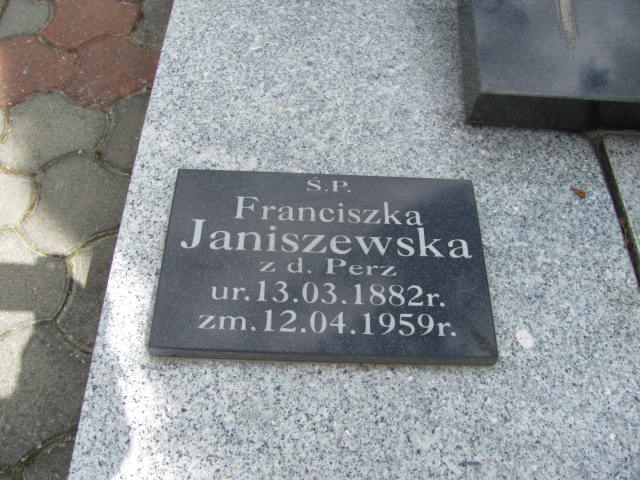 Ś.P.
Franciszka
Janiszewska
z d. Perz
ur.13.03.1882r.
zm.12.04.1959r.